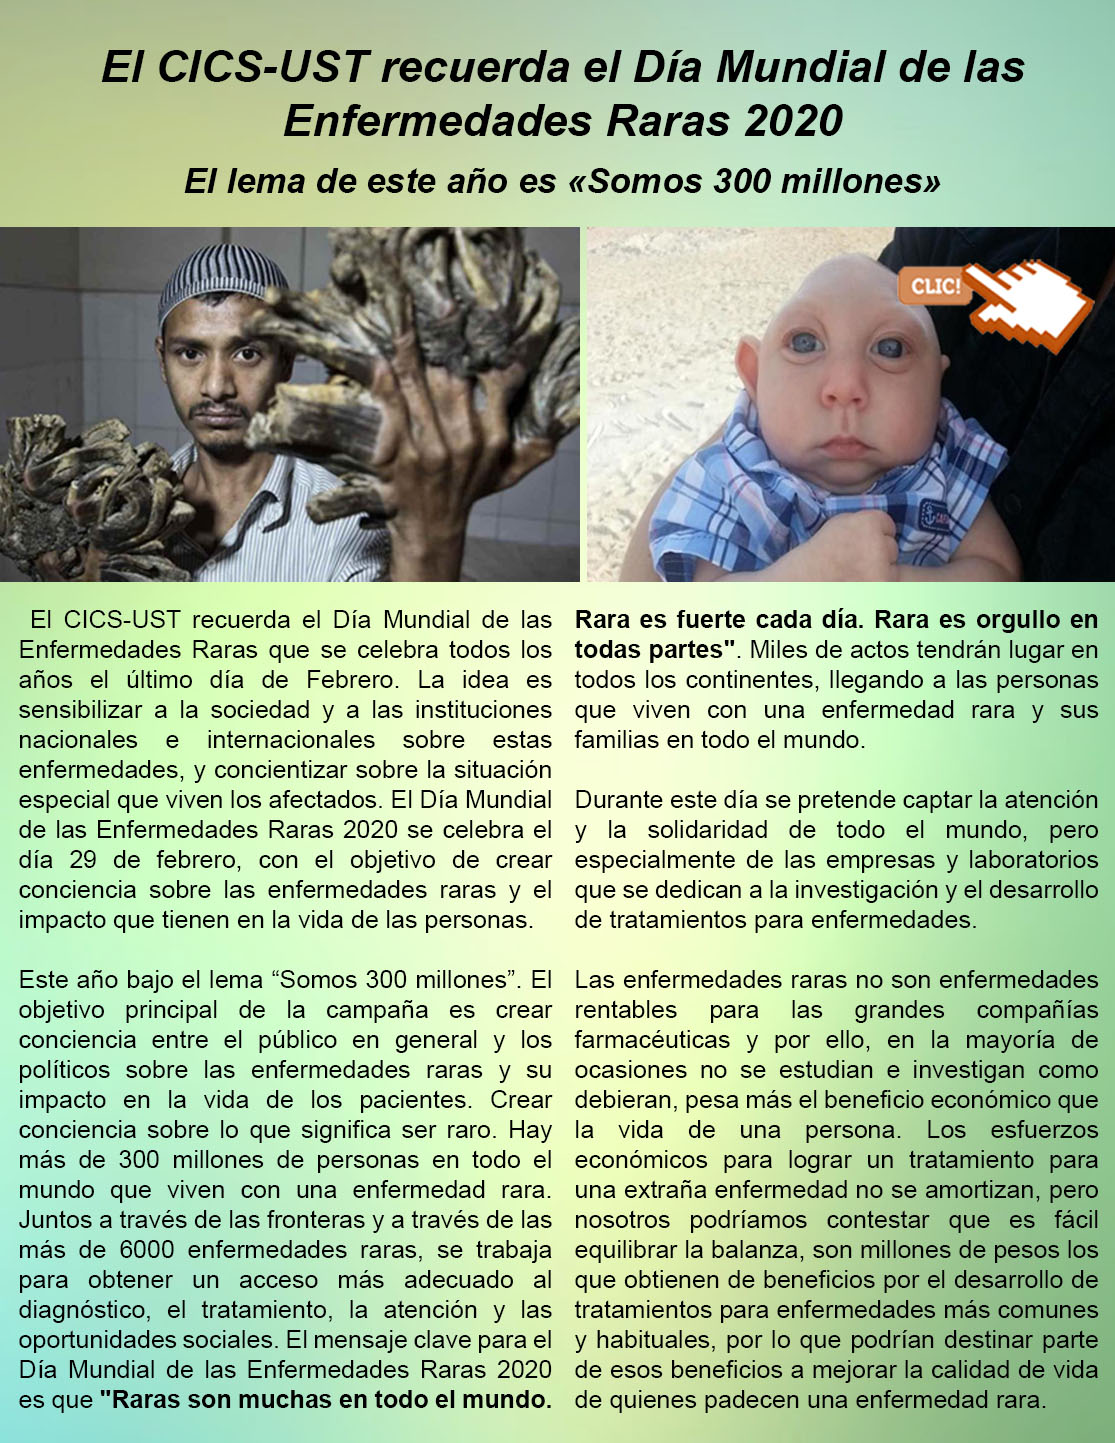 El CICS-UST recuerda el Día Mundial de las
Enfermedades Raras 2020
El lema de este año es «Somos 300 millones»
CLIC!
El CICS-UST recuerda el Día Mundial de las
Enfermedades Raras que se celebra todos los
años el último día de Febrero. La idea es
sensibilizar a la sociedad y a las instituciones
nacionales e internacionales sobre estas
enfermedades, y concientizar sobre la situación
especial que viven los afectados. El Día Mundial
de las Enfermedades Raras 2020 se celebra el
día 29 de febrero, con el objetivo de crear
conciencia sobre las enfermedades raras y el
impacto que tienen en la vida de las personas.
Este año bajo el lema “Somos 300 millones”. El
objetivo principal de la campaña es crear
conciencia entre el público en general y los
políticos sobre las enfermedades raras y su
impacto en la vida de los pacientes. Crear
conciencia sobre lo que significa ser raro. Hay
más de 300 millones de personas en todo el
mundo que viven con una enfermedad rara.
Juntos a través de las fronteras y a través de las
más de 6000 enfermedades raras, se trabaja
para obtener un acceso más adecuado al
diagnóstico, el tratamiento, la atención y las
oportunidades sociales. El mensaje clave para el
Día Mundial de las Enfermedades Raras 2020
es que "Raras son muchas en todo el mundo.
Rara es fuerte cada día. Rara es orgullo en
todas partes". Miles de actos tendrán lugar en
todos los continentes, llegando a las personas
que viven con una enfermedad rara y sus
familias en todo el mundo.
Durante este día se pretende captar la atención
y la solidaridad de todo el mundo, pero
especialmente de las empresas y laboratorios
que se dedican a la investigación y el desarrollo
de tratamientos para enfermedades.
Las enfermedades raras no son enfermedades
rentables para las grandes compañías
farmacéuticas y por ello, en la mayoría de
ocasiones no se estudian e investigan como
debieran, pesa más el beneficio económico que
la vida de una persona. Los esfuerzos
económicos para lograr un tratamiento para
una extraña enfermedad no se amortizan, pero
nosotros podríamos contestar que es fácil
equilibrar la balanza, son millones de pesos los
que obtienen de beneficios por el desarrollo de
tratamientos para enfermedades más comunes
y habituales, por lo que podrían destinar parte
de esos beneficios a mejorar la calidad de vida
de quienes padecen una enfermedad rara.